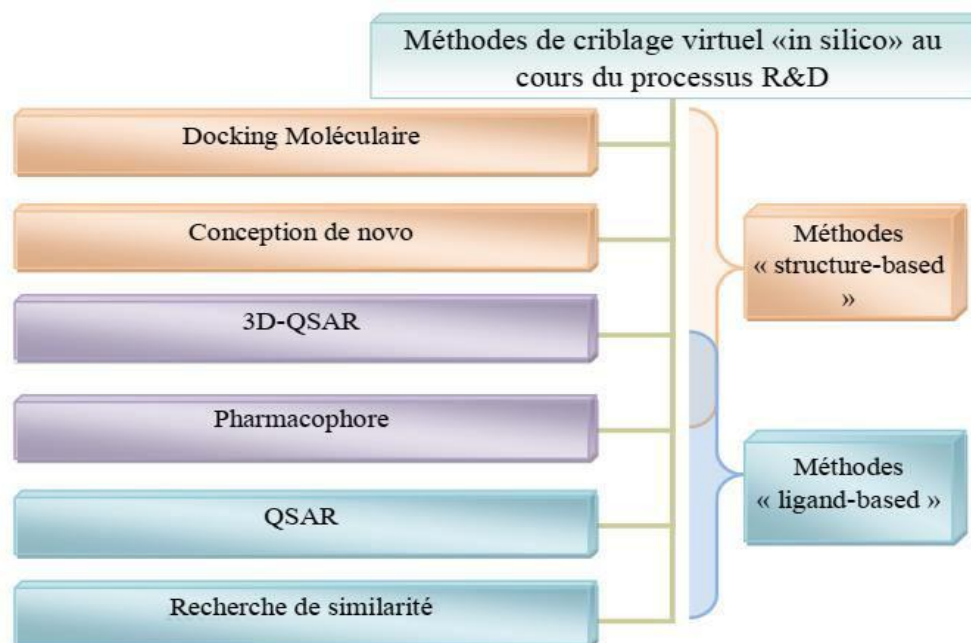 Méthodes de criblage virtuel «in silico» au
cours du processus R&D
Docking Moléculaire
Conception de novo
3D-QSAR
Pharmacophore
QSAR
Recherche de similarité
Méthodes
« structure-based
»
Méthodes
« ligand-based »